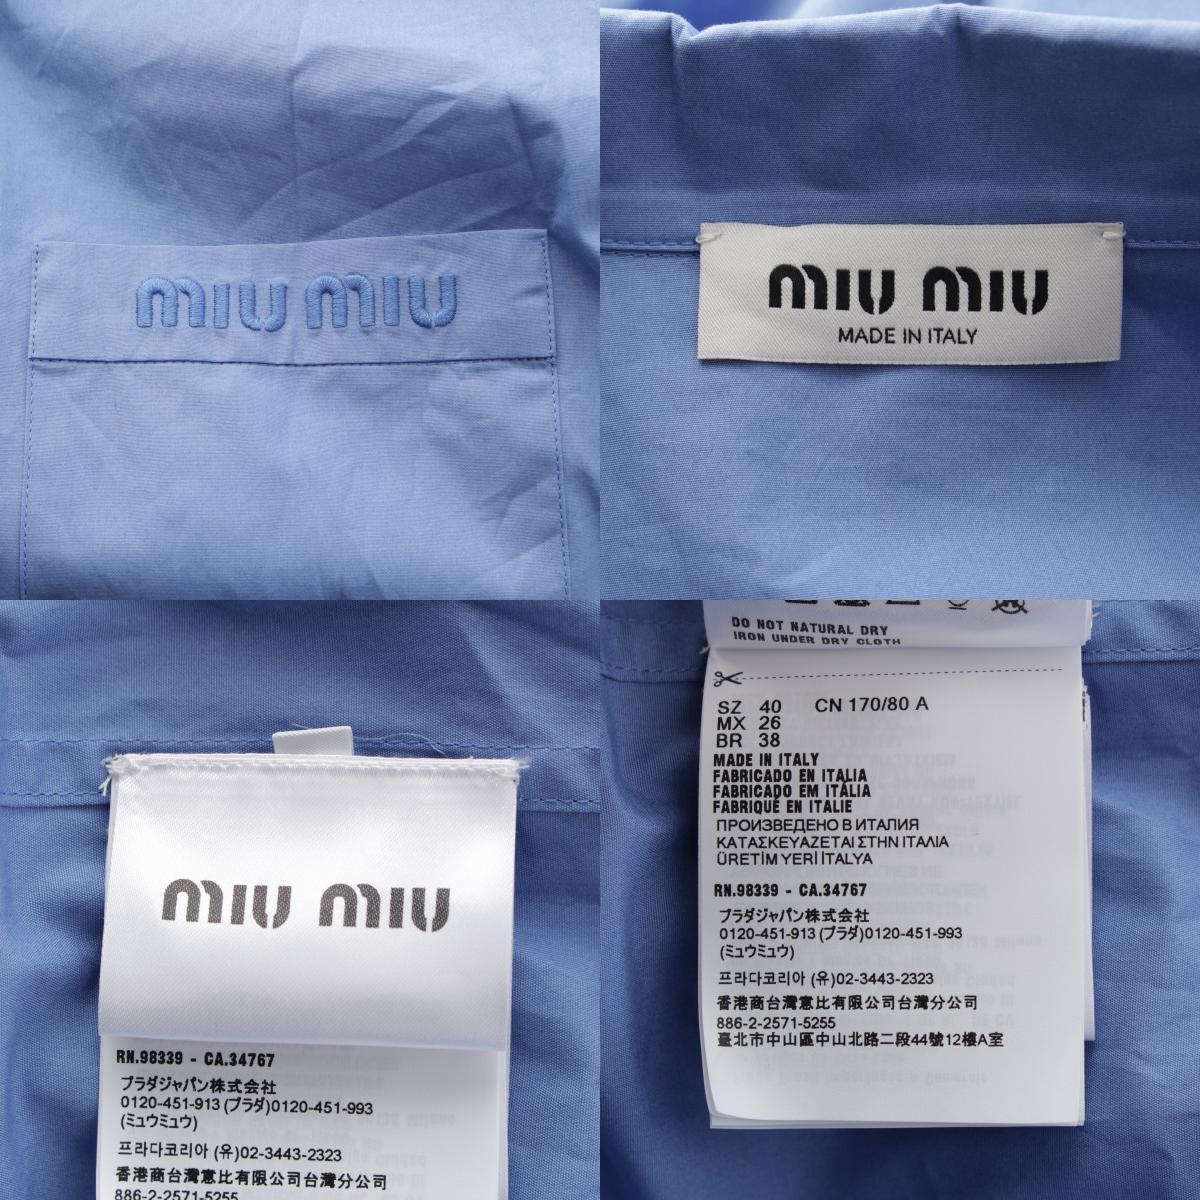 miu miu
miu miu
MADE IN ITALY
miu miu
RN.98339 - CA.34767
プラダジャパン株式会社
0120-451-913 (プラダ)0120-451-993
(ミュウミュウ)
프라다코리아 (유)02-3443-2323
香港商台灣意比有限公司台灣分公司
886-2-2571-5255
DO NOT NATURAL DRY
IRON UNDER DRY CLOTH
SZ 40 CN 170/80 A
MX 26
BR 38
MADE IN ITALY
FABRICADO EN ITALIA
FABRICADO EM ITÁLIA
FABRIQUÉ EN ITALIE
ПРОИЗВЕДЕНО В ИТАЛИЯ
ΚΑΤΑΣΚΕΥΑΖΕΤΑΙ ΣΤΗΝ ΙΤΑΛΙΑ
ÜRETİM YERİ İTALYA
RN.98339 - CA.34767
プラダジャパン株式会社
0120-451-913 (プラダ)0120-451-993
(ミュウミュウ)
프라다코리아 (유)02-3443-2323
香港商台灣意比有限公司台灣分公司
886-2-2571-5255
臺北市中山區中山北路二段44號12樓A室